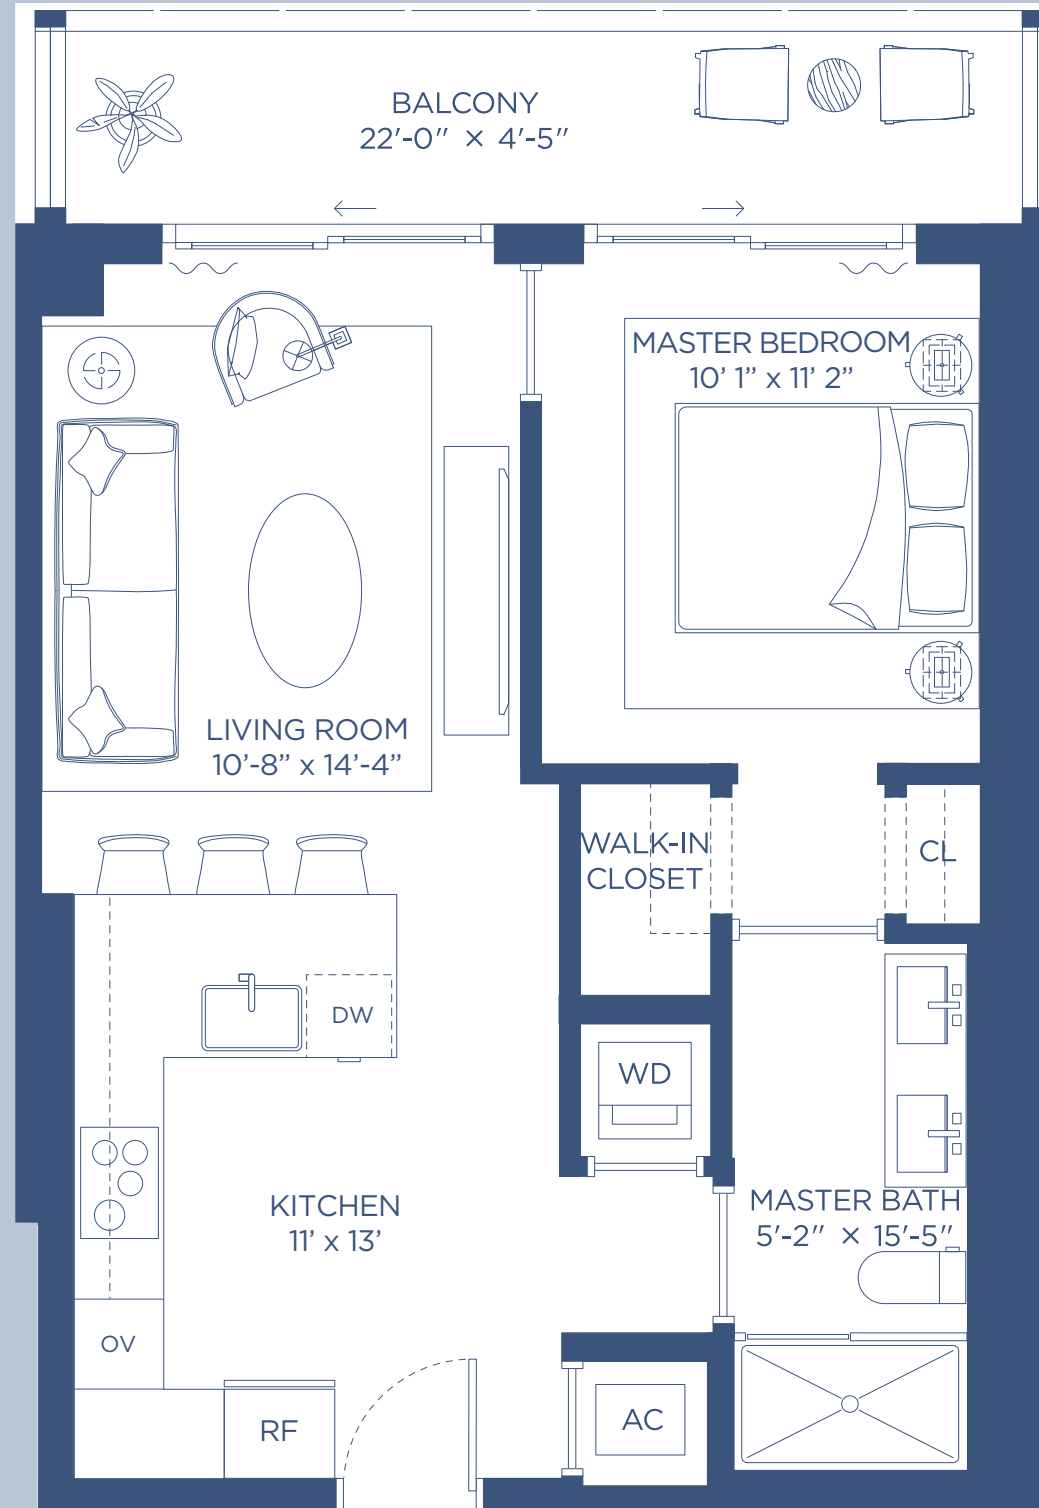 BALCONY
22'-0" × 4'-5"
MASTER BEDROOM
10’ 1” x 11’ 2”
LIVING ROOM
10’-8” x 14’-4”
WALK-IN
CLOSET
CL
DW
WD
KITCHEN
11’ x 13’
MASTER BATH
5'-2" × 15'-5"
OV
RF
AC